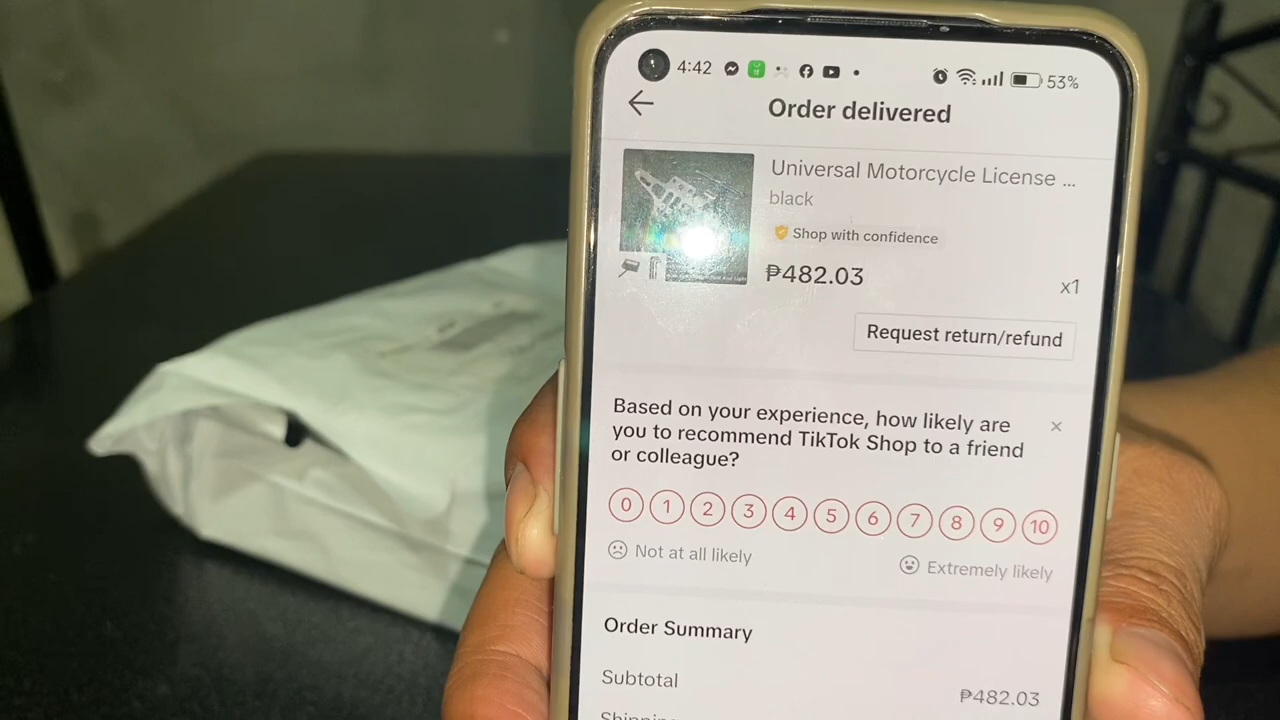 4:42
53%
Order delivered
Universal Motorcycle License ...
black
Shop with confidence
₱482.03
x1
Request return/refund
Based on your experience, how likely are
you to recommend TikTok Shop to a friend
or colleague?
0 1 2 3 4 5 6 7 8 9 10
Not at all likely
Extremely likely
Order Summary
Subtotal
₱482.03